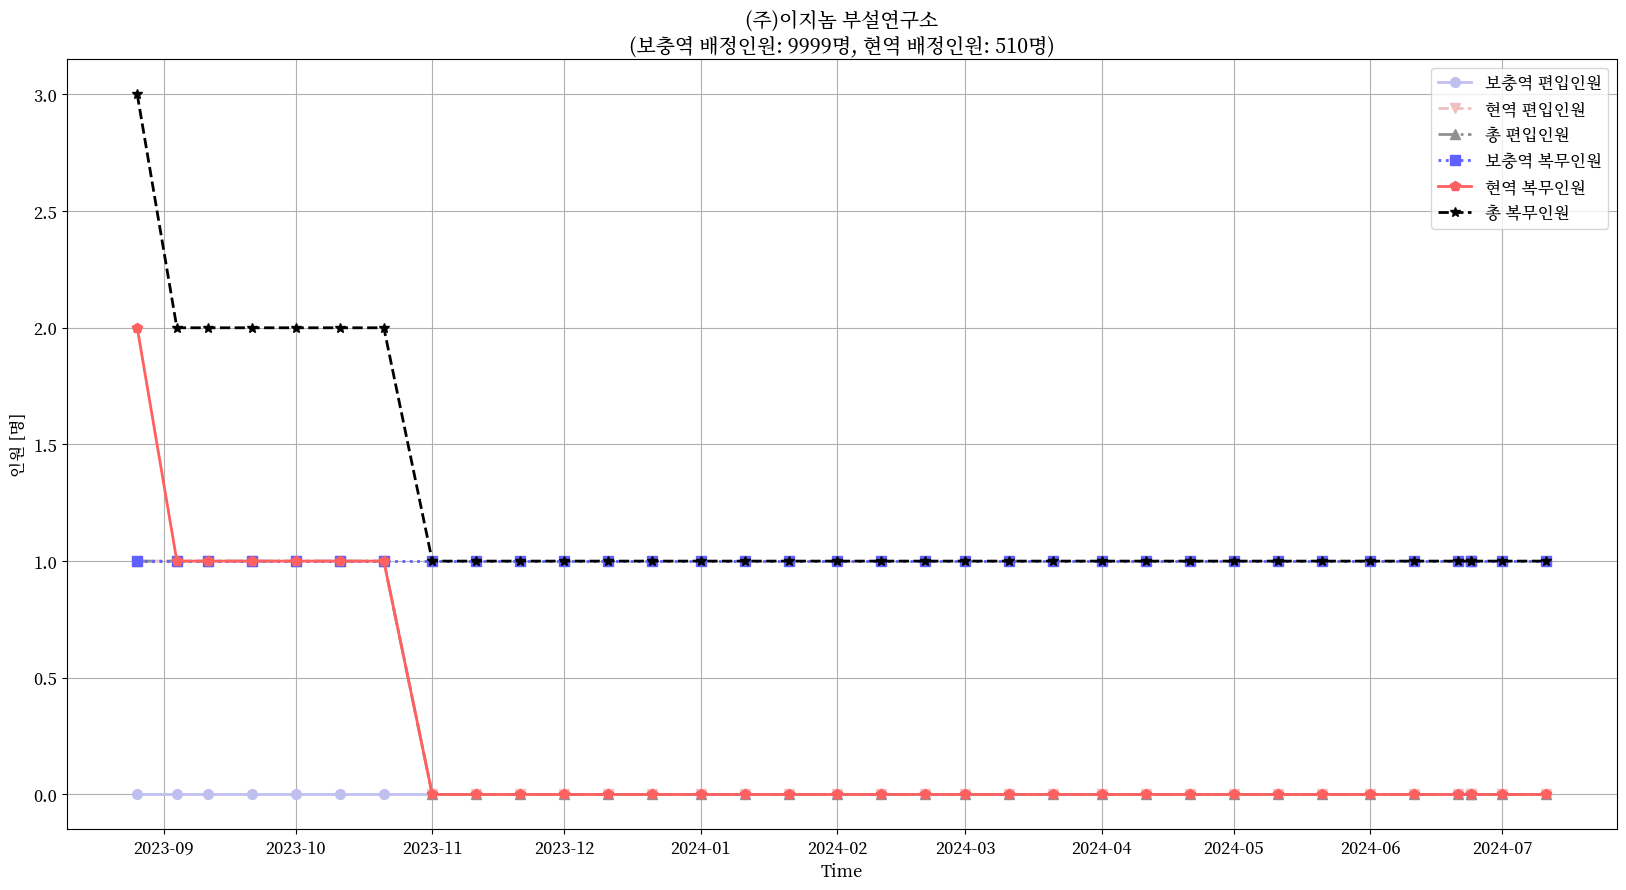 (주)이지놈 부설연구소
(보충역 배정인원: 9999명, 현역 배정인원: 510명)
보충역 편입인원
현역 편입인원
총 편입인원
보충역 복무인원
현역 복무인원
총 복무인원
인원 [명]
3.0
2.5
2.0
1.5
1.0
0.5
0.0
2023-09
2023-10
2023-11
2023-12
2024-01
2024-02
2024-03
2024-04
2024-05
2024-06
2024-07
Time